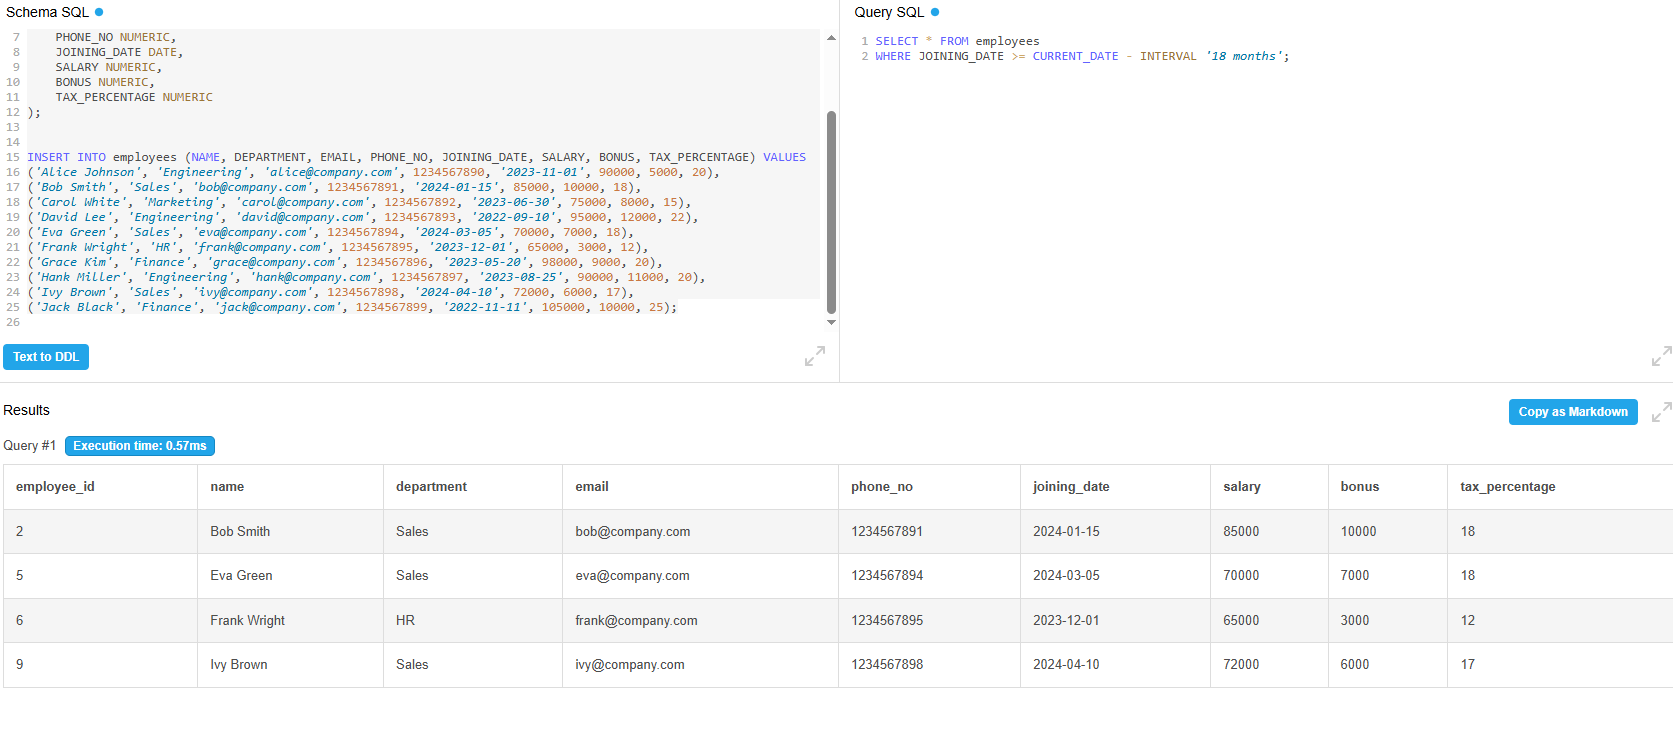 Schema SQL
7 PHONE_NO NUMERIC,
8 JOINING_DATE DATE,
9 SALARY NUMERIC,
10 BONUS NUMERIC,
11 TAX_PERCENTAGE NUMERIC
12 );
13
14
15 INSERT INTO employees (NAME, DEPARTMENT, EMAIL, PHONE_NO, JOINING_DATE, SALARY, BONUS, TAX_PERCENTAGE) VALUES
16 ('Alice Johnson', 'Engineering', 'alice@company.com', 1234567890, '2023-11-01', 90000, 5000, 20),
17 ('Bob Smith', 'Sales', 'bob@company.com', 1234567891, '2024-01-15', 85000, 10000, 18),
18 ('Carol White', 'Marketing', 'carol@company.com', 1234567892, '2023-06-30', 75000, 8000, 15),
19 ('David Lee', 'Engineering', 'david@company.com', 1234567893, '2022-09-10', 95000, 12000, 22),
20 ('Eva Green', 'Sales', 'eva@company.com', 1234567894, '2024-03-05', 70000, 7000, 18),
21 ('Frank Wright', 'HR', 'frank@company.com', 1234567895, '2023-12-01', 65000, 3000, 12),
22 ('Grace Kim', 'Finance', 'grace@company.com', 1234567896, '2023-05-20', 98000, 9000, 20),
23 ('Hank Miller', 'Engineering', 'hank@company.com', 1234567897, '2023-08-25', 90000, 11000, 20),
24 ('Ivy Brown', 'Sales', 'ivy@company.com', 1234567898, '2024-04-10', 72000, 6000, 17),
25 ('Jack Black', 'Finance', 'jack@company.com', 1234567899, '2022-11-11', 105000, 10000, 25);
26
Text to DDL
Query SQL
1 SELECT * FROM employees
2 WHERE JOINING_DATE >= CURRENT_DATE - INTERVAL '18 months';
Results
Copy as Markdown
Query #1 Execution time: 0.57ms
employee_id name department email phone_no joining_date salary bonus tax_percentage
2 Bob Smith Sales bob@company.com 1234567891 2024-01-15 85000 10000 18
5 Eva Green Sales eva@company.com 1234567894 2024-03-05 70000 7000 18
6 Frank Wright HR frank@company.com 1234567895 2023-12-01 65000 3000 12
9 Ivy Brown Sales ivy@company.com 1234567898 2024-04-10 72000 6000 17